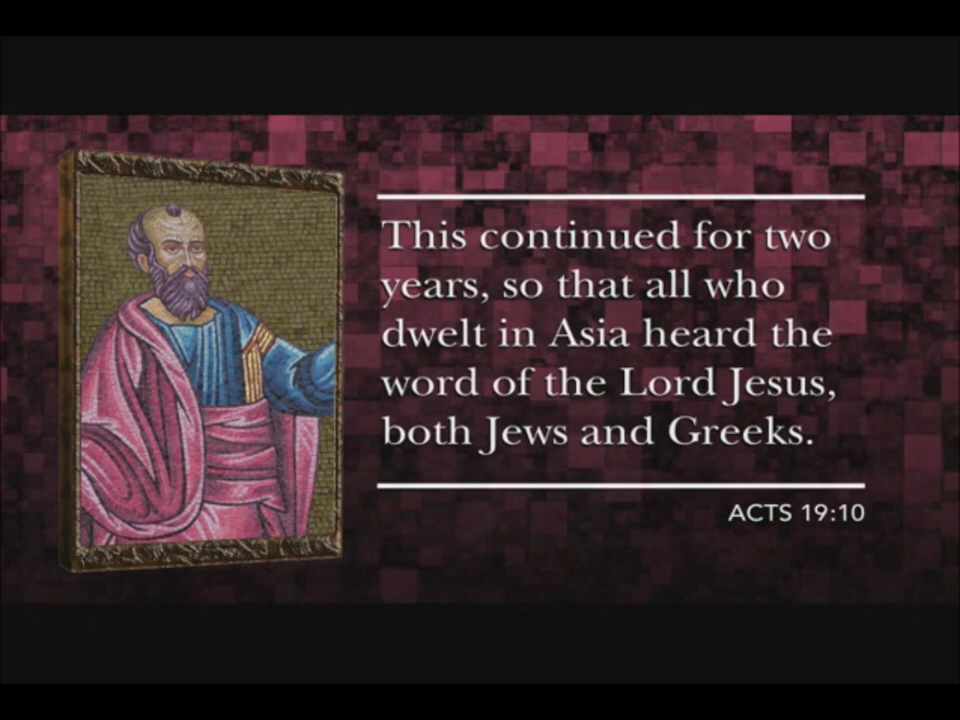 This continued for two
years, so that all who
dwelt in Asia heard the
word of the Lord Jesus,
both Jews and Greeks.
ACTS 19:10